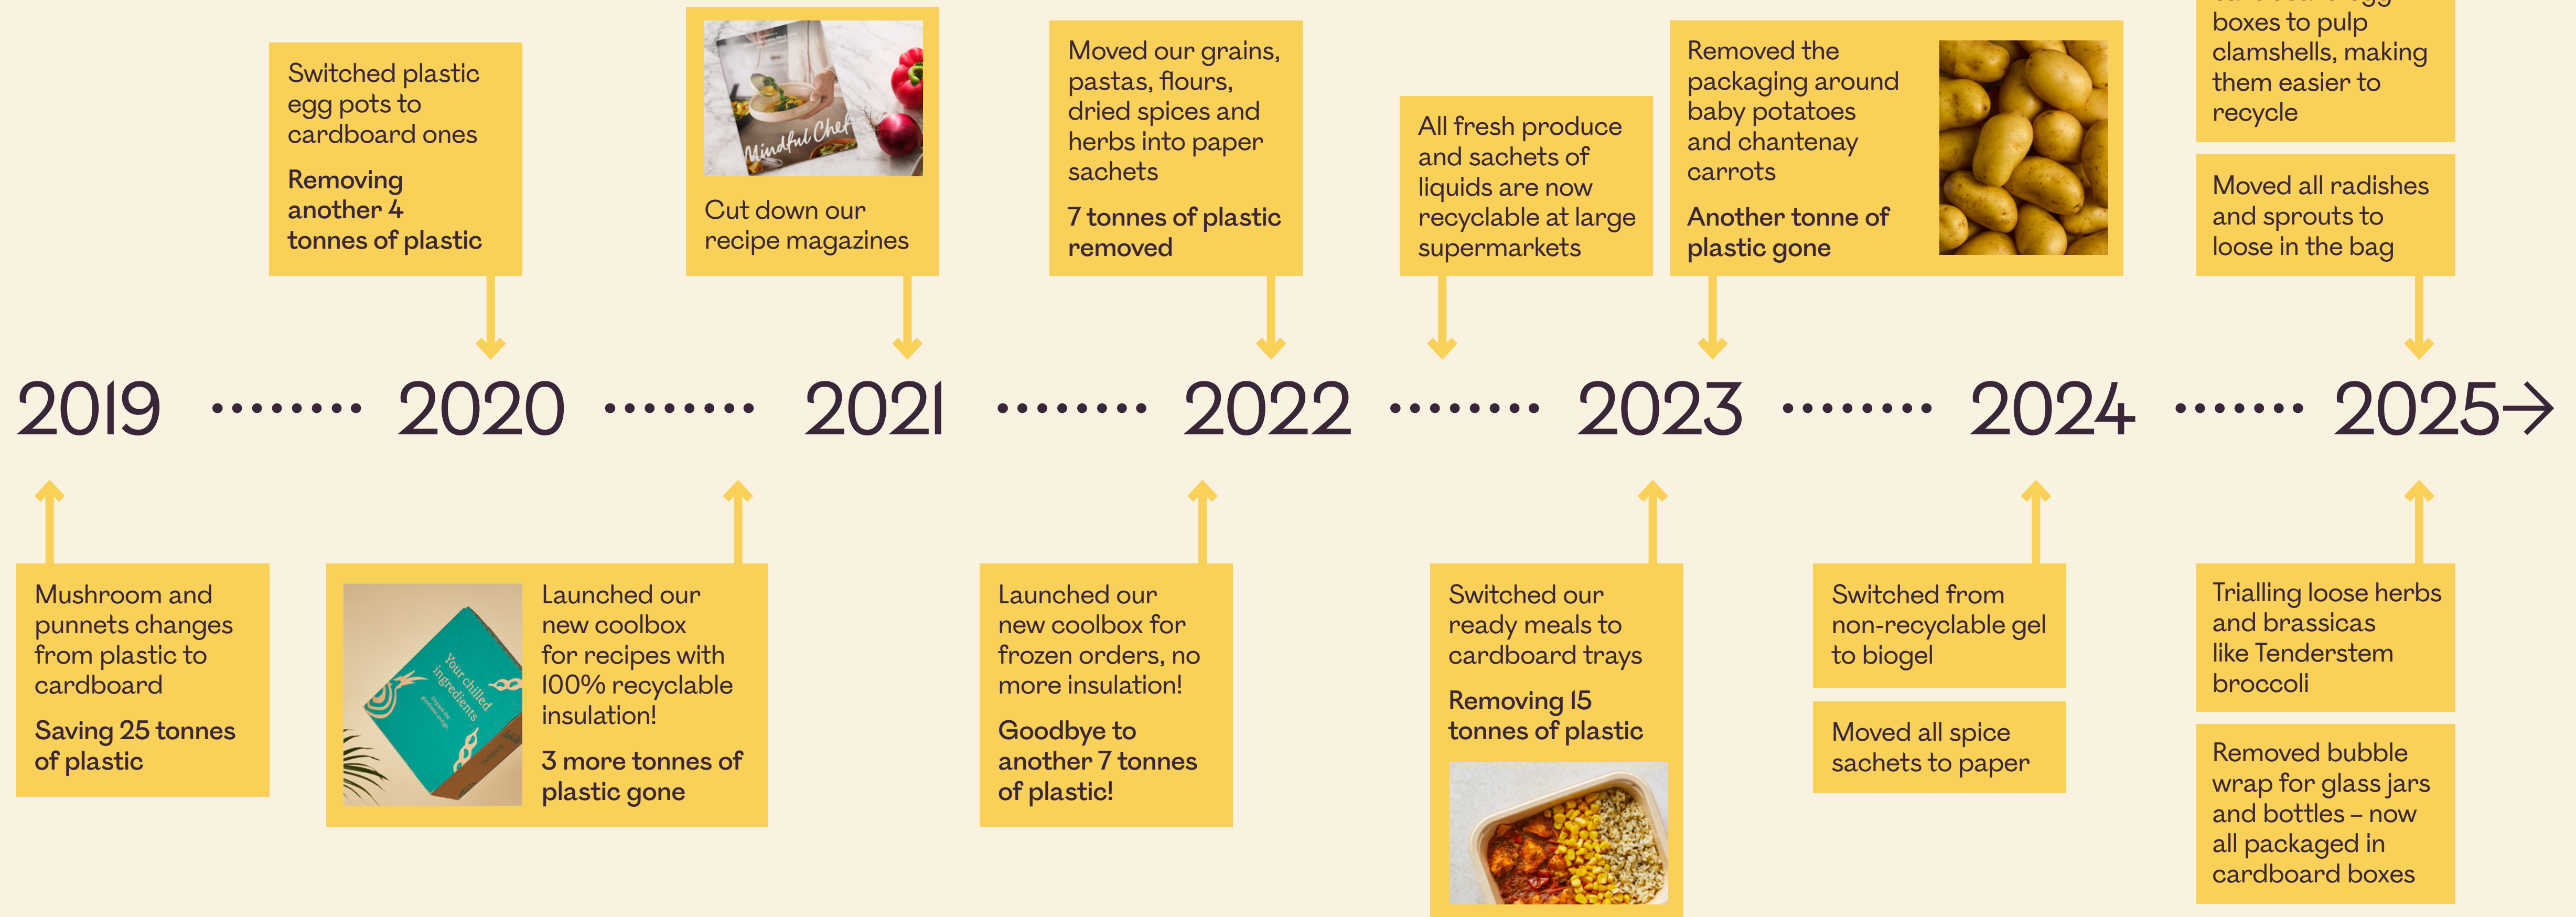 Switched plastic
egg pots to
cardboard ones
Removing
another 4
tonnes of plastic
Mindful Chef
Cut down our
recipe magazines
Moved our grains,
pastas, flours,
dried spices and
herbs into paper
sachets
7 tonnes of plastic
removed
All fresh produce
and sachets of
liquids are now
recyclable at large
supermarkets
Removed the
packaging around
baby potatoes
and chantenay
carrots
Another tonne of
plastic gone
boxes to pulp
clamshells, making
them easier to
recycle
Moved all radishes
and sprouts to
loose in the bag
2019 2020 2021 2022 2023 2024 2025
Mushroom and
punnets changes
from plastic to
cardboard
Saving 25 tonnes
of plastic
Your chilled
ingredients
Launched our
new coolbox
for recipes with
100% recyclable
insulation!
3 more tonnes of
plastic gone
Launched our
new coolbox for
frozen orders, no
more insulation!
Goodbye to
another 7 tonnes
of plastic!
Switched our
ready meals to
cardboard trays
Removing 15
tonnes of plastic
Switched from
non-recyclable gel
to biogel
Moved all spice
sachets to paper
Trialling loose herbs
and brassicas
like Tenderstem
broccoli
Removed bubble
wrap for glass jars
and bottles – now
all packaged in
cardboard boxes